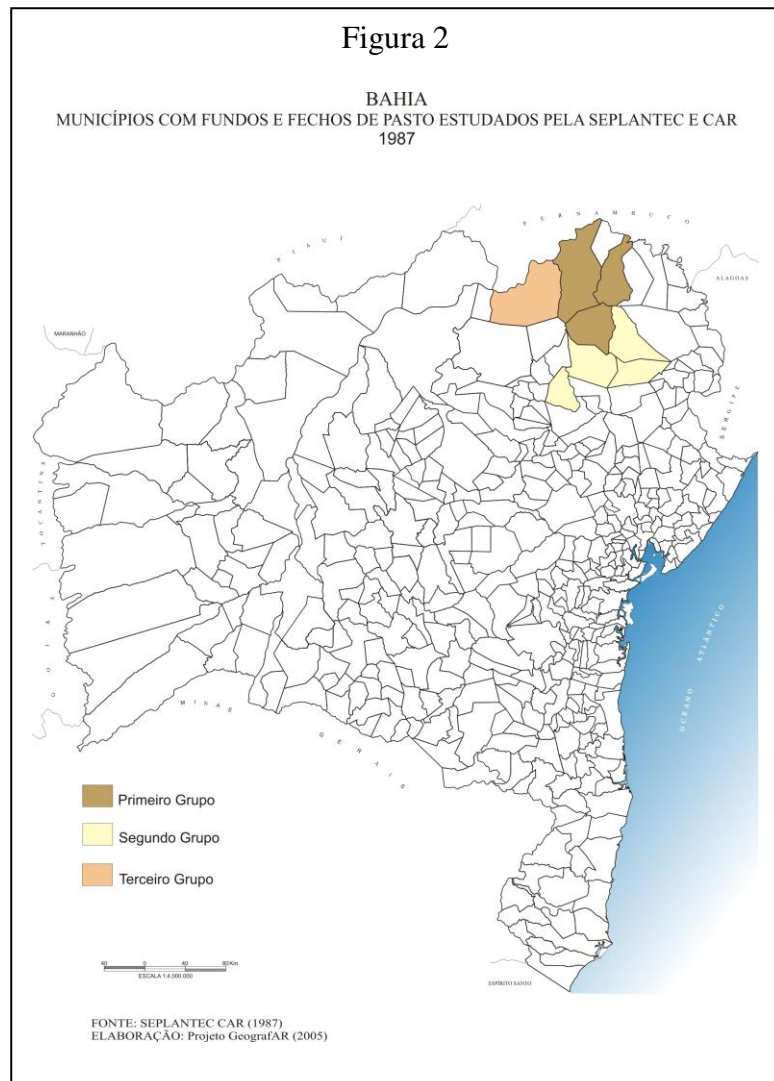 Figura 2
BAHIA
MUNICÍPIOS COM FUNDOS E FECHOS DE PASTO ESTUDADOS PELA SEPLANTEC E CAR
1987
PERNAMBUCO
PIAUÍ
ALAGOAS
MARANHÃO
SERGIPE
TOCANTINS
GOIÁS
OCEANO ATLÂNTICO
MINAS GERAIS
Primeiro Grupo
Segundo Grupo
Terceiro Grupo
40 0 40 80 Km
ESCALA 1:4.000.000
ESPÍRITO SANTO
FONTE: SEPLANTEC CAR (1987)
ELABORAÇÃO: Projeto GeografAR (2005)